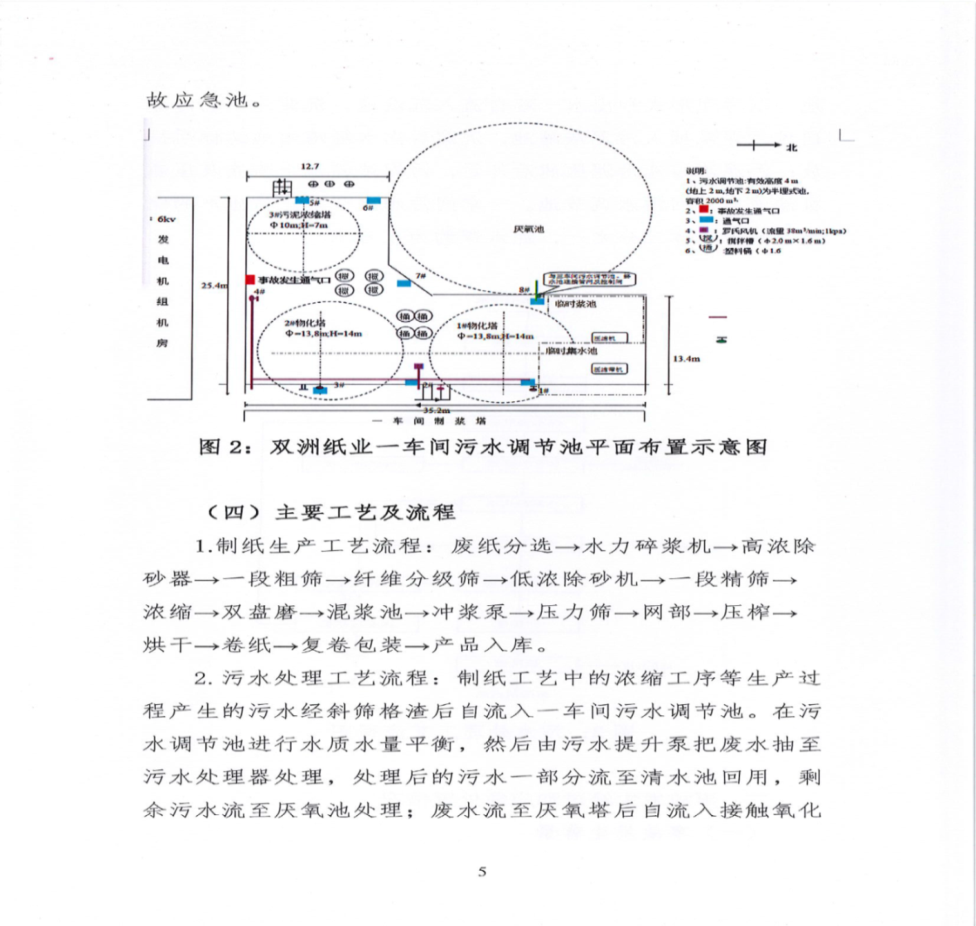 故应急池。
12.7
北
说明:
1、污水调节池:有效高度 4 m
(地上 2 m,地下 2 m)为半埋式池,
容积 2000 m³
2、：事故发生通气口
3、：通气口
4、：罗氏风机（流量 38m³/min;1kpa）
5、搅：搅拌槽（φ2.0 m×1.6 m）
6、：塑料桶（φ1.6
6kv
发
电
机
组
机
房
25.4m
5#
6#
3#污泥浓缩塔
Φ10m;H=7m
厌氧池
事故发生通气口
4#
7#
8#
临时浆池
2#物化塔
Φ=13,8m;H=14m
1#物化塔
Φ=13,8m;H=14m
临时集水池
13.4m
3#
2#
1#
35.2m
一 车 间 制 浆 塔
图 2：双洲纸业一车间污水调节池平面布置示意图
（四）主要工艺及流程
1.制纸生产工艺流程：废纸分选→水力碎浆机→高浓除
砂器→一段粗筛→纤维分级筛→低浓除砂机→一段精筛→
浓缩→双盘磨→混浆池→冲浆泵→压力筛→网部→压榨→
烘干→卷纸→复卷包装→产品入库。
2. 污水处理工艺流程：制纸工艺中的浓缩工序等生产过
程产生的污水经斜筛格渣后自流入一车间污水调节池。在污
水调节池进行水质水量平衡，然后由污水提升泵把废水抽至
污水处理器处理，处理后的污水一部分流至清水池回用，剩
余污水流至厌氧池处理；废水流至厌氧塔后自流入接触氧化
5